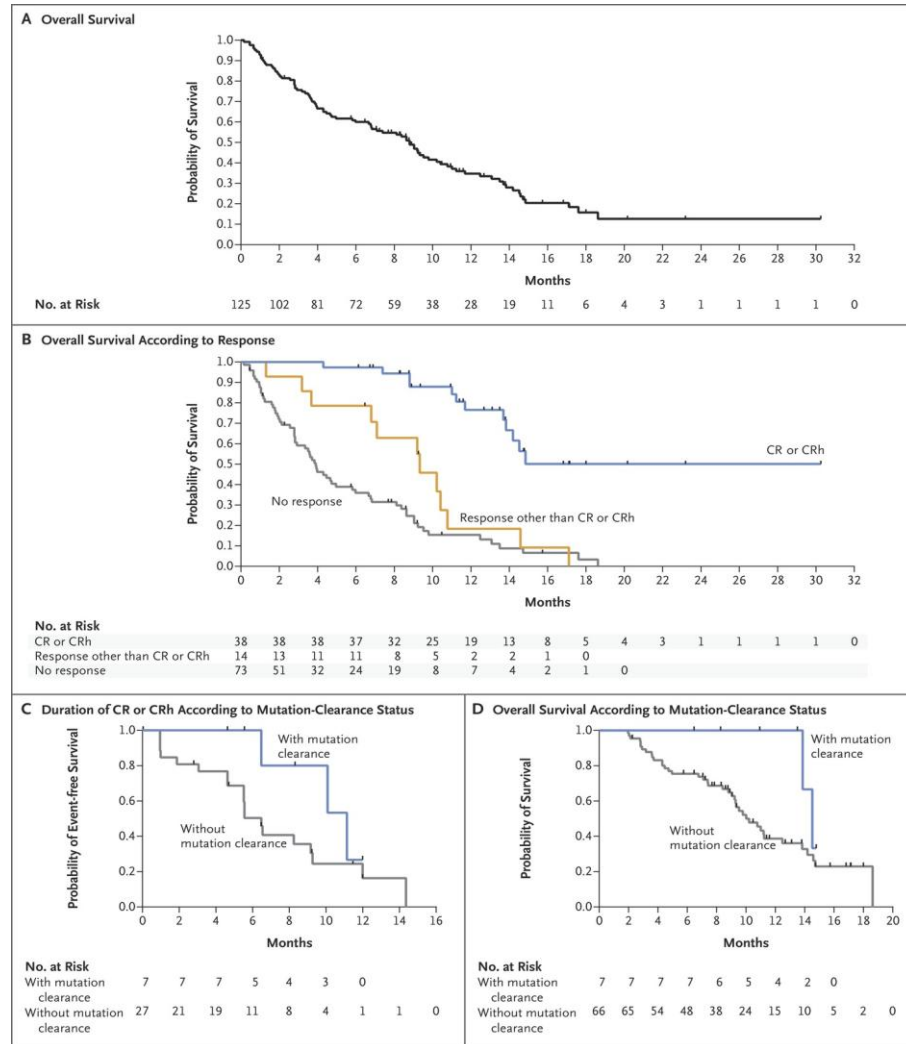 A Overall Survival
Probability of Survival
1.0
0.9
0.8
0.7
0.6
0.5
0.4
0.3
0.2
0.1
0.0
0 2 4 6 8 10 12 14 16 18 20 22 24 26 28 30 32
Months
No. at Risk 125 102 81 72 59 38 28 19 11 6 4 3 1 1 1 1 0
B Overall Survival According to Response
Probability of Survival
1.0
0.9
0.8
0.7
0.6
0.5
0.4
0.3
0.2
0.1
0.0
CR or CRh
No response
Response other than CR or CRh
0 2 4 6 8 10 12 14 16 18 20 22 24 26 28 30 32
Months
No. at Risk
CR or CRh 38 38 38 37 32 25 19 13 8 5 4 3 1 1 1 1 0
Response other than CR or CRh 14 13 11 11 8 5 2 2 1 0
No response 73 51 32 24 19 8 7 4 2 1 0
C Duration of CR or CRh According to Mutation-Clearance Status
Probability of Event-free Survival
1.0
0.8
0.6
0.4
0.2
0.0
With mutation
clearance
Without
mutation clearance
0 2 4 6 8 10 12 14 16
Months
No. at Risk
With mutation
clearance 7 7 7 5 4 3 0
Without mutation
clearance 27 21 19 11 8 4 1 1 0
D Overall Survival According to Mutation-Clearance Status
Probability of Survival
1.0
0.8
0.6
0.4
0.2
0.0
With mutation
clearance
Without
mutation clearance
0 2 4 6 8 10 12 14 16 18 20
Months
No. at Risk
With mutation
clearance 7 7 7 7 6 5 4 2 0
Without mutation
clearance 66 65 54 48 38 24 15 10 5 2 0